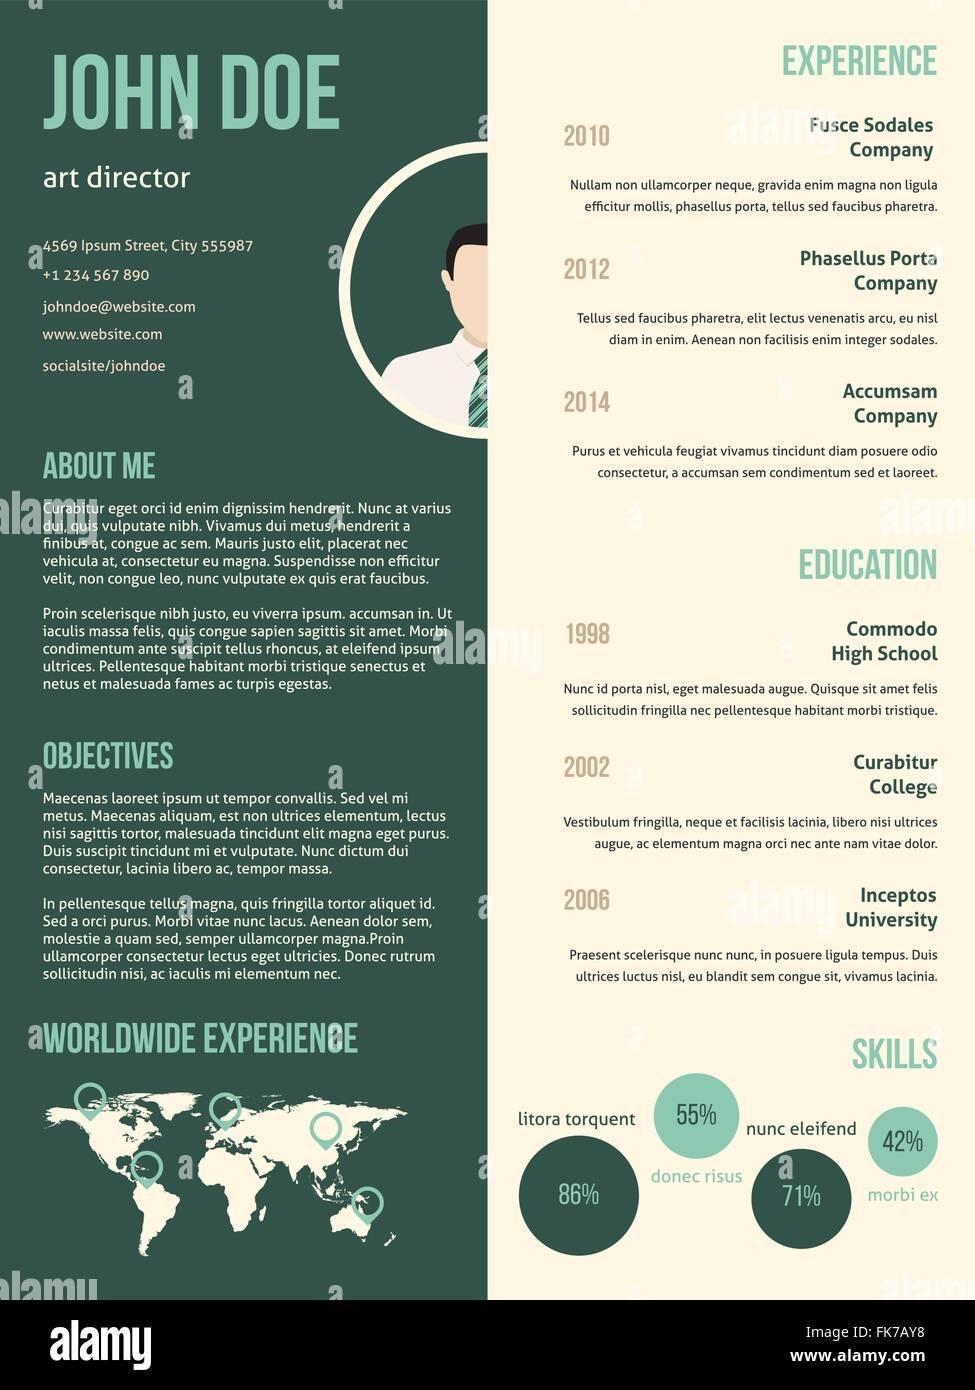 JOHN DOE
art director
4569 Ipsum Street, City 555987
+1 234 567 890
johndoe@website.com
www.website.com
socialsite/johndoe
ABOUT ME
Curabitur eget orci id enim dignissim hendrerit. Nunc at varius
dui, quis vulputate nibh. Vivamus dui metus, hendrerit a
finibus at, congue ac sem. Mauris justo elit, placerat nec
vehicula at, consectetur eu magna. Suspendisse non efficitur
velit, non congue leo, nunc vulputate ex quis erat faucibus.
Proin scelerisque nibh justo, eu viverra ipsum. accumsan in. Ut
iaculis massa felis, quis congue sapien sagittis sit amet. Morbi
condimentum ante suscipit tellus rhoncus, at eleifend ipsum
ultrices. Pellentesque habitant morbi tristique senectus et
netus et malesuada fames ac turpis egestas.
OBJECTIVES
Maecenas laoreet ipsum ut tempor convallis. Sed vel mi
metus. Maecenas aliquam, est non ultrices elementum, lectus
nisi sagittis tortor, malesuada tincidunt elit magna eget purus.
Duis suscipit tincidunt mi et vulputate. Nunc dictum dui
consectetur, lacinia libero ac, tempor massa.
In pellentesque tellus magna, quis fringilla tortor aliquet id.
Sed a orci purus. Morbi vitae nunc lacus. Aenean dolor sem,
molestie a quam sed, semper ullamcorper magna.Proin
ullamcorper consectetur lectus eget ultricies. Donec rutrum
sollicitudin nisi, ac iaculis mi elementum nec.
WORLDWIDE EXPERIENCE
EXPERIENCE
2010
Fusce Sodales
Company
Nullam non ullamcorper neque, gravida enim magna non ligula
efficitur mollis, phasellus porta, tellus sed faucibus pharetra.
2012
Phasellus Porta
Company
Tellus sed faucibus pharetra, elit lectus venenatis arcu, eu nisl
diam in enim. Aenean non facilisis enim integer sodales.
2014
Accumsam
Company
Purus et vehicula feugiat vivamus tincidunt diam posuere odio
consectetur, a accumsan sem condimentum sed et laoreet.
EDUCATION
1998
Commodo
High School
Nunc id porta nisl, eget malesuada augue. Quisque sit amet felis
sollicitudin fringilla nec pellentesque habitant morbi tristique.
2002
Curabitur
College
Vestibulum fringilla, neque et facilisis lacinia, libero nisi ultrices
augue, ac elementum magna orci nec ante nam vitae dolor.
2006
Inceptos
University
Praesent scelerisque nunc nunc, in posuere ligula tempus. Duis
ultrices luctus nisl, eu blandit sem congue sit, vivamus lacinia.
SKILLS
litora torquent
86%
55%
donec risus
nunc eleifend
71%
42%
morbi ex
alamy
Image ID: FK7AY8
www.alamy.com